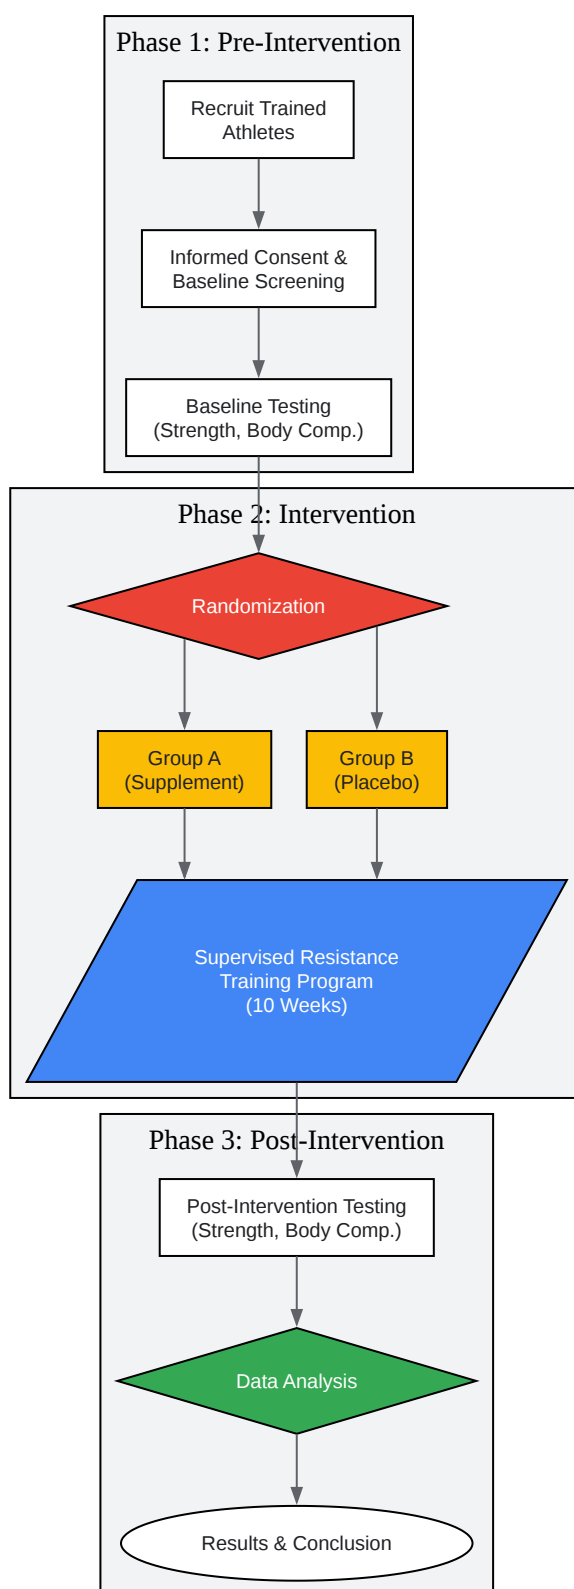 Phase 1: Pre-Intervention
Recruit Trained
Athletes
Informed Consent &
Baseline Screening
Baseline Testing
(Strength, Body Comp.)
Phase 2: Intervention
Randomization
Group A
(Supplement)
Group B
(Placebo)
Supervised Resistance
Training Program
(10 Weeks)
Phase 3: Post-Intervention
Post-Intervention Testing
(Strength, Body Comp.)
Data Analysis
Results & Conclusion